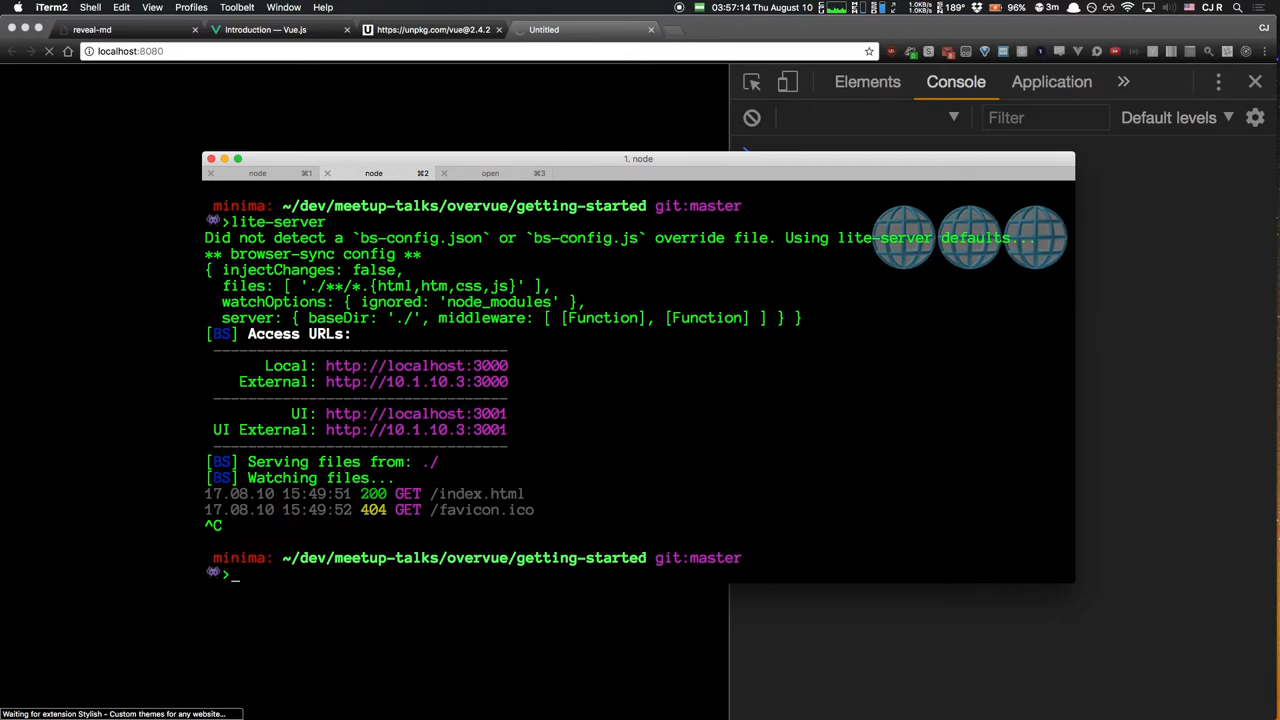 iTerm2 Shell Edit View Profiles Toolbelt Window Help 03:57:14 Thu August 10 1.0KB/s 189° 96% 3m CJ R
reveal-md Introduction — Vue.js https://unpkg.com/vue@2.4.2 Untitled CJ
localhost:8080
Elements Console Application
Filter Default levels
1. node
node ⌘1 node ⌘2 open ⌘3
minima: ~/dev/meetup-talks/overvue/getting-started git:master
>lite-server
Did not detect a `bs-config.json` or `bs-config.js` override file. Using lite-server defaults...
** browser-sync config **
{ injectChanges: false,
files: [ './**/*.{html,htm,css,js}' ],
watchOptions: { ignored: 'node_modules' },
server: { baseDir: './', middleware: [ [Function], [Function] ] } }
[BS] Access URLs:
Local: http://localhost:3000
External: http://10.1.10.3:3000
UI: http://localhost:3001
UI External: http://10.1.10.3:3001
[BS] Serving files from: ./
[BS] Watching files...
17.08.10 15:49:51 200 GET /index.html
17.08.10 15:49:52 404 GET /favicon.ico
^C
minima: ~/dev/meetup-talks/overvue/getting-started git:master
>_
Waiting for extension Stylish - Custom themes for any website...